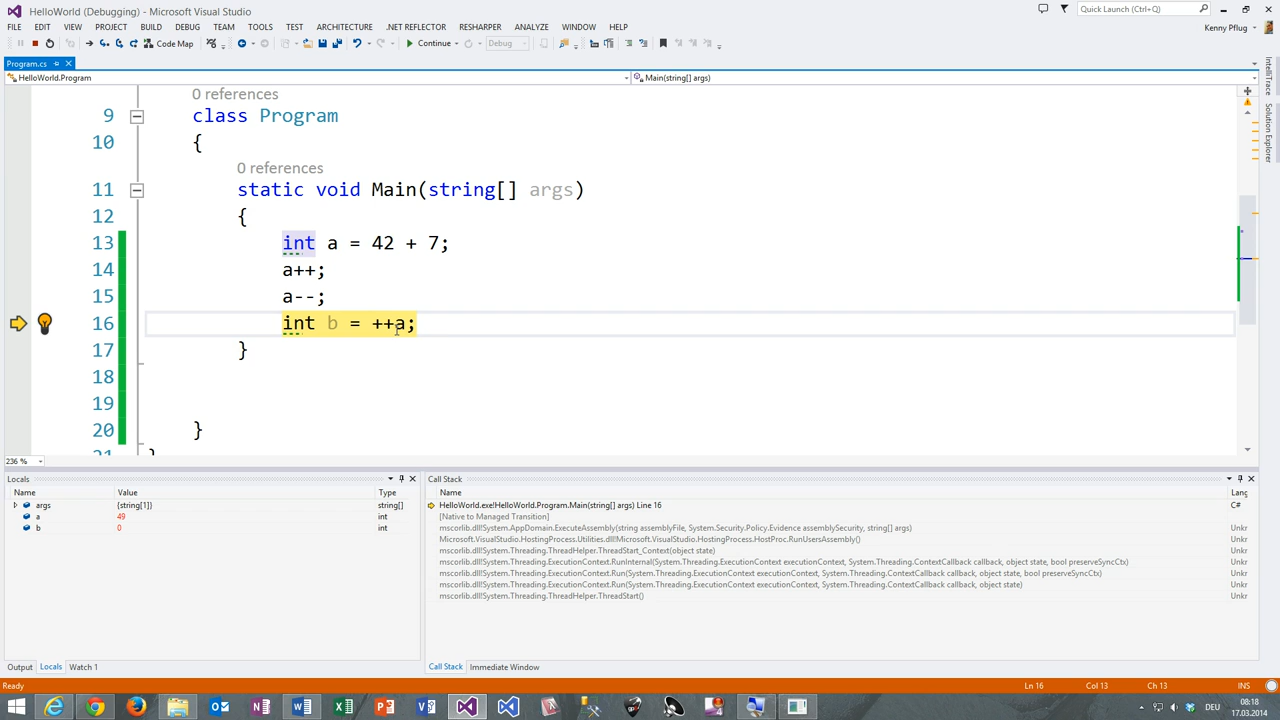 HelloWorld (Debugging) - Microsoft Visual Studio
Quick Launch (Ctrl+Q)
FILE EDIT VIEW PROJECT BUILD DEBUG TEAM TOOLS TEST ARCHITECTURE .NET REFLECTOR RESHARPER ANALYZE WINDOW HELP
Kenny Pflug
Code Map
Continue
Debug
Program.cs
HelloWorld.Program
Main(string[] args)
IntelliTrace
Solution Explorer
0 references
9 class Program
10 {
0 references
11 static void Main(string[] args)
12 {
13 int a = 42 + 7;
14 a++;
15 a--;
16 int b = ++a;
17 }
18
19
20 }
236 %
Locals
Name Value Type
args {string[1]} string[]
a 49 int
b 0 int
Output Locals Watch 1
Call Stack
Name Lang
HelloWorld.exe!HelloWorld.Program.Main(string[] args) Line 16 C#
[Native to Managed Transition]
mscorlib.dll!System.AppDomain.ExecuteAssembly(string assemblyFile, System.Security.Policy.Evidence assemblySecurity, string[] args) Unkr
Microsoft.VisualStudio.HostingProcess.Utilities.dll!Microsoft.VisualStudio.HostingProcess.HostProc.RunUsersAssembly() Unkr
mscorlib.dll!System.Threading.ThreadHelper.ThreadStart_Context(object state) Unkr
mscorlib.dll!System.Threading.ExecutionContext.RunInternal(System.Threading.ExecutionContext executionContext, System.Threading.ContextCallback callback, object state, bool preserveSyncCtx) Unkr
mscorlib.dll!System.Threading.ExecutionContext.Run(System.Threading.ExecutionContext executionContext, System.Threading.ContextCallback callback, object state, bool preserveSyncCtx) Unkr
mscorlib.dll!System.Threading.ExecutionContext.Run(System.Threading.ExecutionContext executionContext, System.Threading.ContextCallback callback, object state) Unkr
mscorlib.dll!System.Threading.ThreadHelper.ThreadStart() Unkr
Call Stack Immediate Window
Ready
Ln 16 Col 13 Ch 13 INS
DEU
08:18
17.03.2014